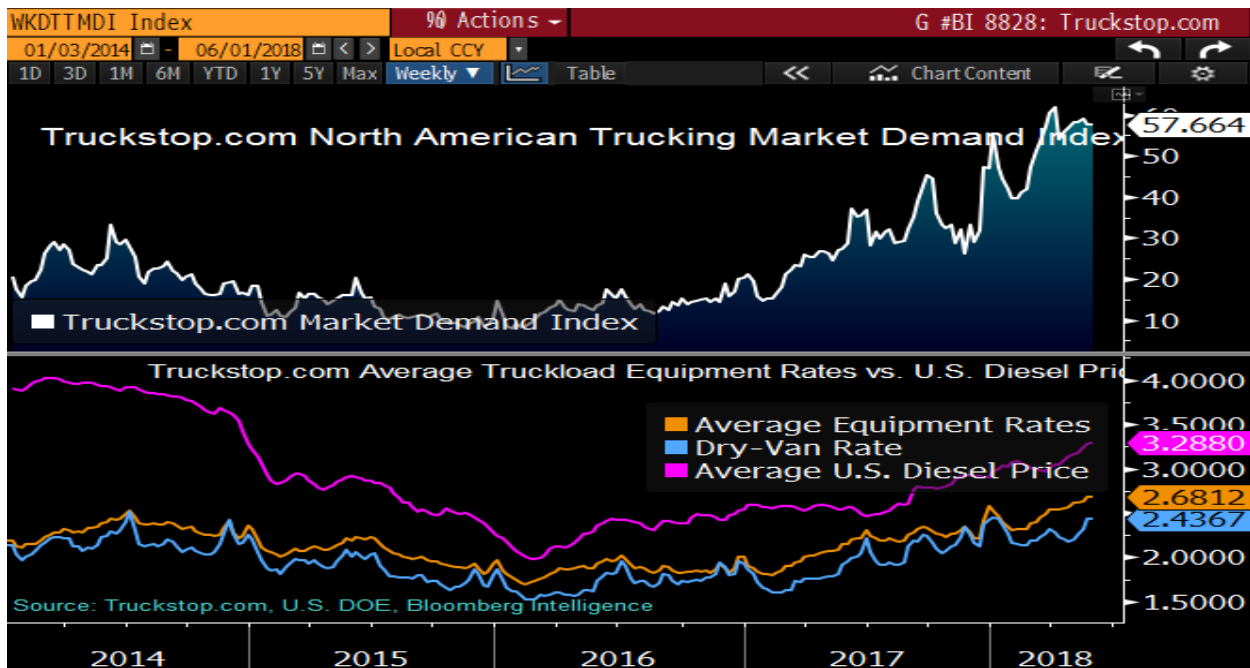 WKDTTMDI Index 90 Actions G #BI 8828: Truckstop.com
01/03/2014 - 06/01/2018 < > Local CCY
1D 3D 1M 6M YTD 1Y 5Y Max Weekly ▼ Table << Chart Content
Truckstop.com North American Trucking Market Demand Index
60
57.664
50
40
30
20
10
Truckstop.com Market Demand Index
Truckstop.com Average Truckload Equipment Rates vs. U.S. Diesel Pric
4.0000
3.5000
3.2880
3.0000
2.6812
2.4367
2.0000
1.5000
Average Equipment Rates
Dry-Van Rate
Average U.S. Diesel Price
Source: Truckstop.com, U.S. DOE, Bloomberg Intelligence
2014 2015 2016 2017 2018